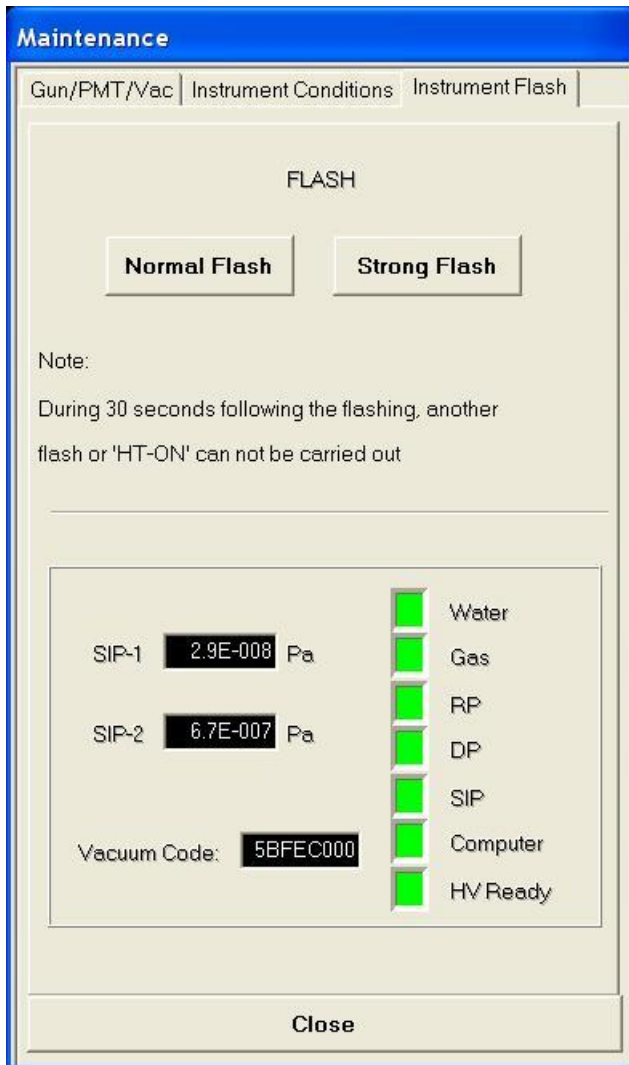 Maintenance
Gun/PMT/Vac Instrument Conditions Instrument Flash
FLASH
Normal Flash Strong Flash
Note:
During 30 seconds following the flashing, another
flash or 'HT-ON' can not be carried out
Water
SIP-1 2.9E-008 Pa Gas
RP
SIP-2 6.7E-007 Pa DP
SIP
Vacuum Code: 5BFEC000 Computer
HV Ready
Close